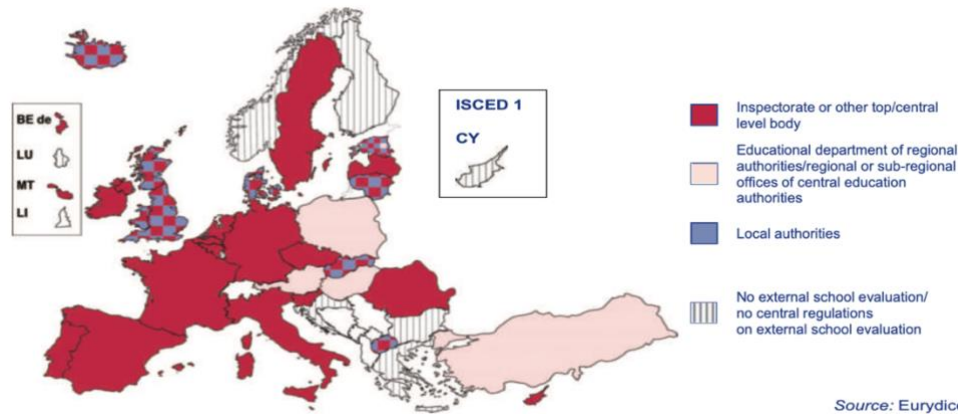 BE de
LU
MT
LI
ISCED 1
CY
Inspectorate or other top/central
level body
Educational department of regional
authorities/regional or sub-regional
offices of central education
authorities
Local authorities
No external school evaluation/
no central regulations
on external school evaluation
Source: Eurydice